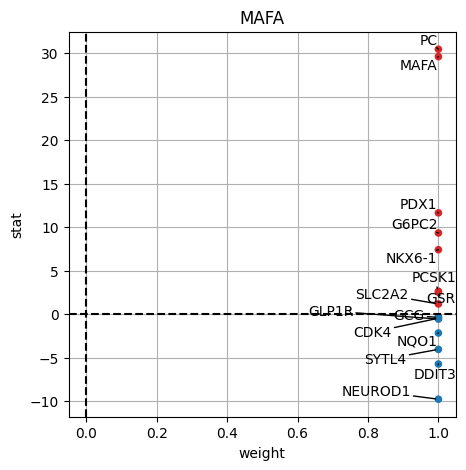 MAFA
PC
30
MAFA
25
20
15
PDX1
G6PC2
10
NKX6-1
5
PCSK1
SLC2A2
GSR
GLP1R
GCG
0
CDK4
NQO1
SYTL4
−5
DDIT3
NEUROD1
−10
stat
0.0 0.2 0.4 0.6 0.8 1.0
weight